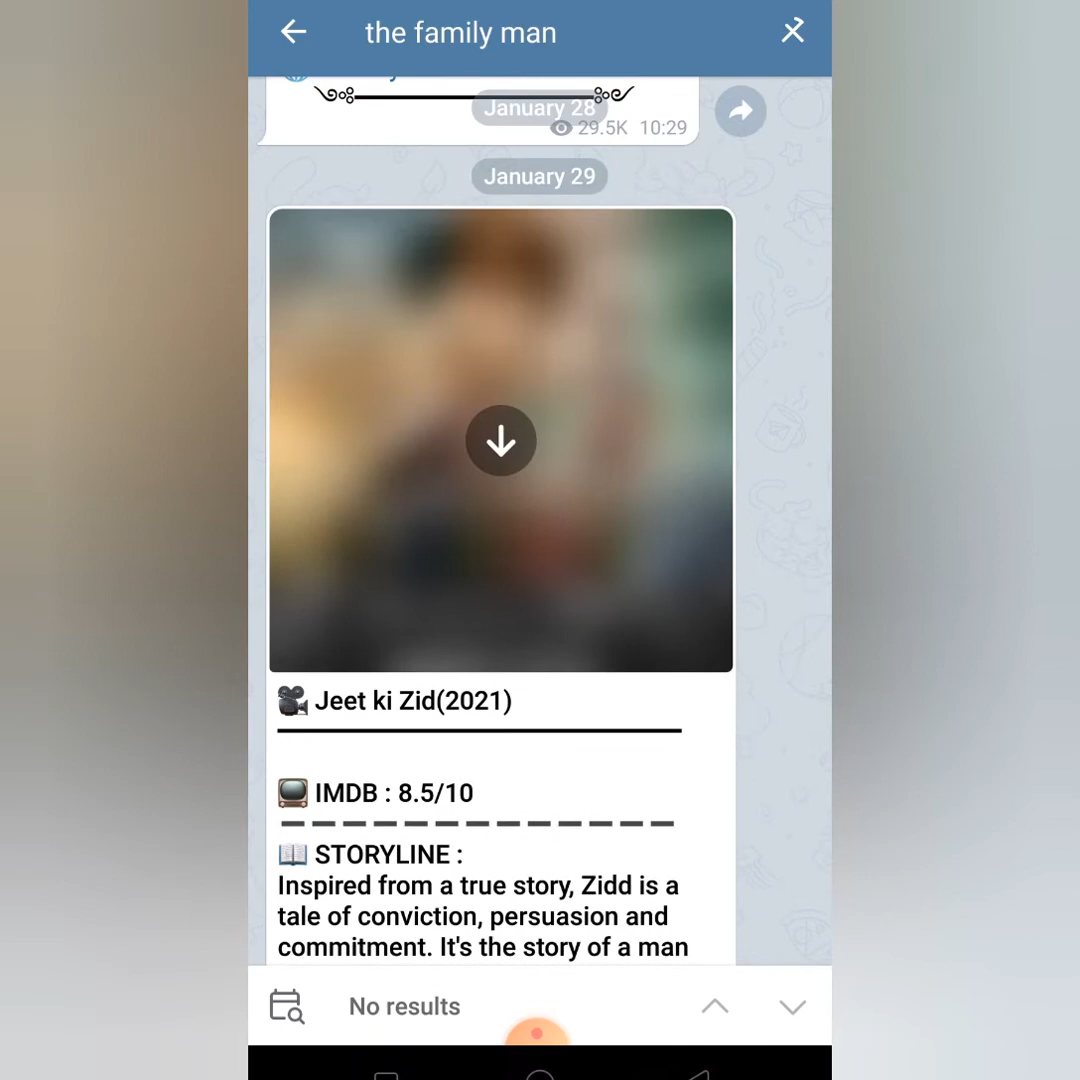 the family man
January 28
29.5K 10:29
January 29
Jeet ki Zid(2021)
IMDB : 8.5/10
STORYLINE :
Inspired from a true story, Zidd is a
tale of conviction, persuasion and
commitment. It's the story of a man
No results